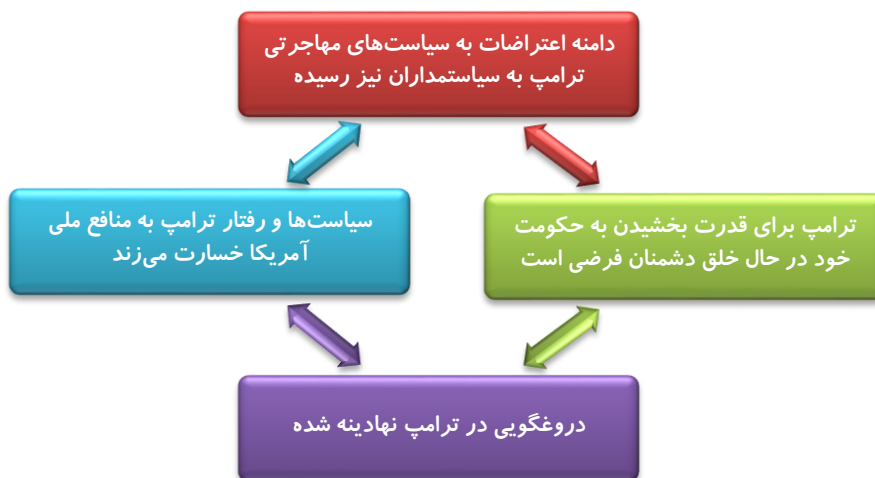 دامنه اعتراضات به سیاست‌های مهاجرتی
ترامپ به سیاستمداران نیز رسیده
ترامپ برای قدرت بخشیدن به حکومت
خود در حال خلق دشمنان فرضی است
سیاست‌ها و رفتار ترامپ به منافع ملی
آمریکا خسارت می‌زند
دروغگویی در ترامپ نهادینه شده